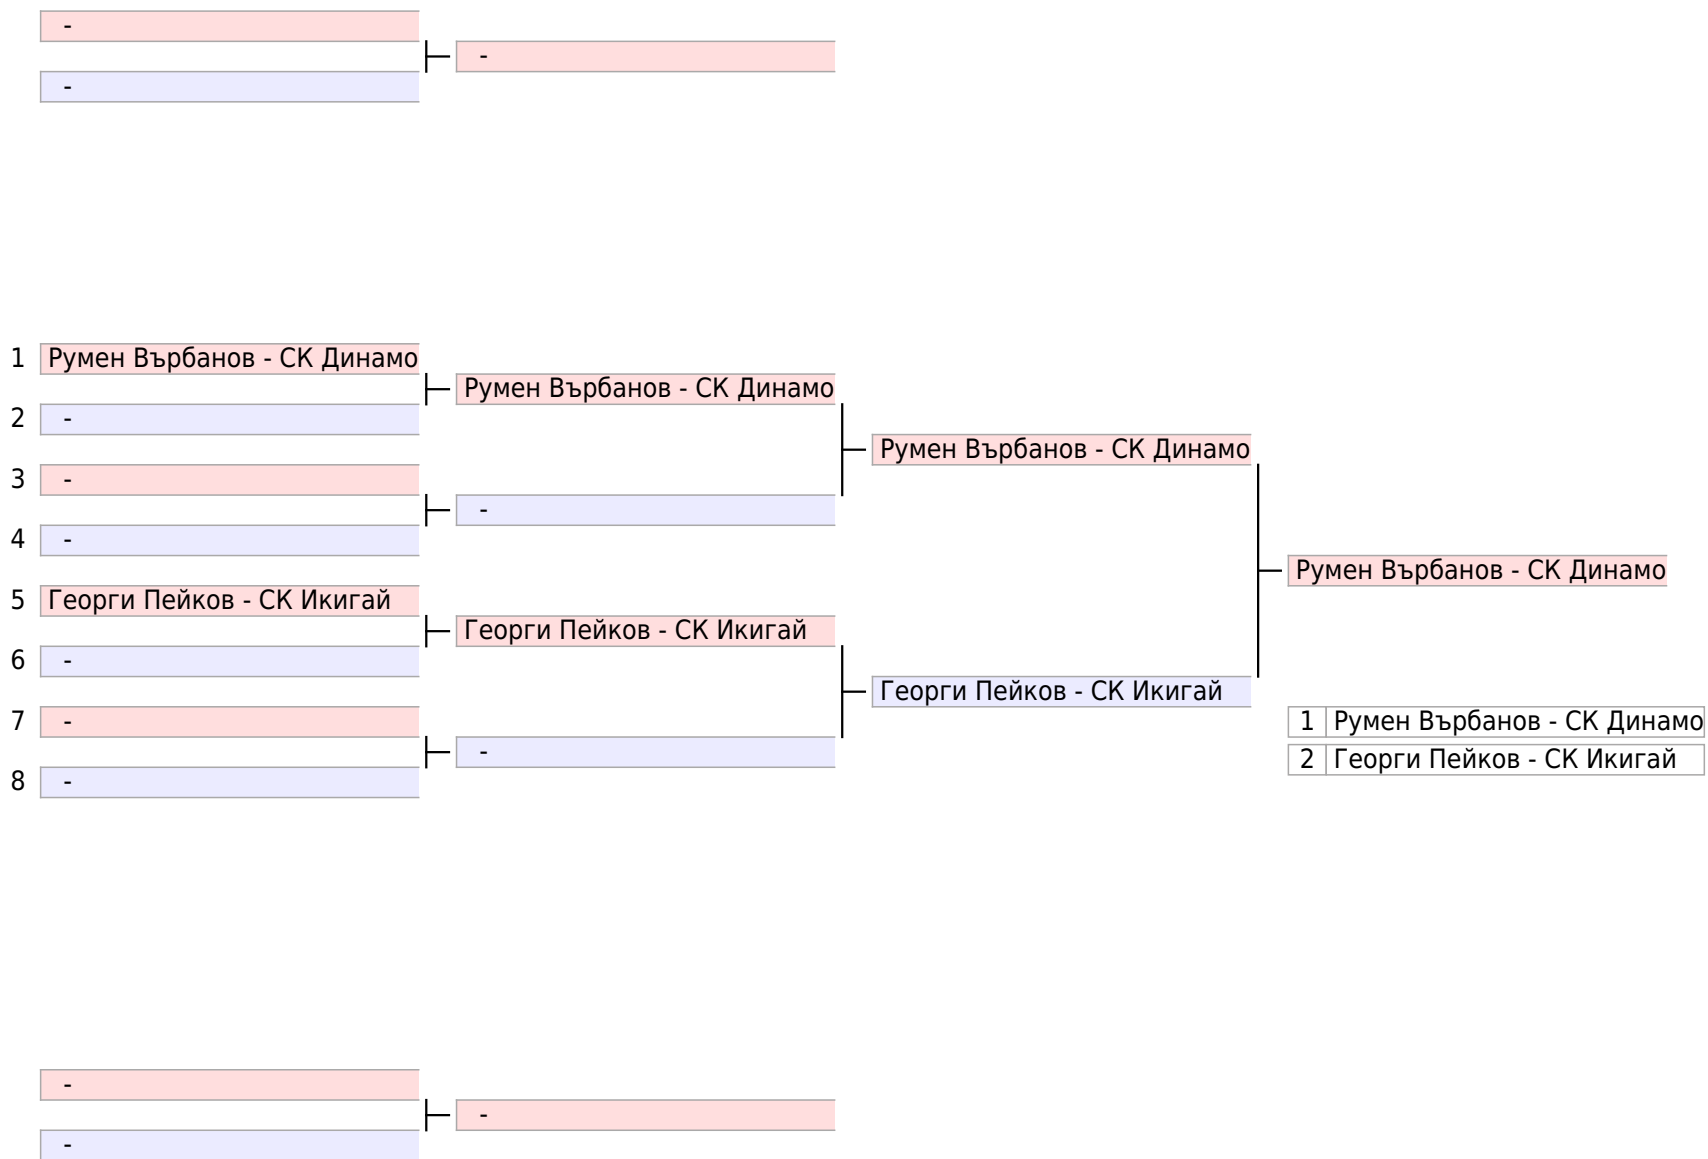 -
-
-
1 Румен Върбанов - СК Динамо
Румен Върбанов - СК Динамо
2 -
Румен Върбанов - СК Динамо
3 -
-
4 -
Румен Върбанов - СК Динамо
5 Георги Пейков - СК Икигай
Георги Пейков - СК Икигай
6 -
Георги Пейков - СК Икигай
7 -
1 Румен Върбанов - СК Динамо
-
2 Георги Пейков - СК Икигай
8 -
-
-
-